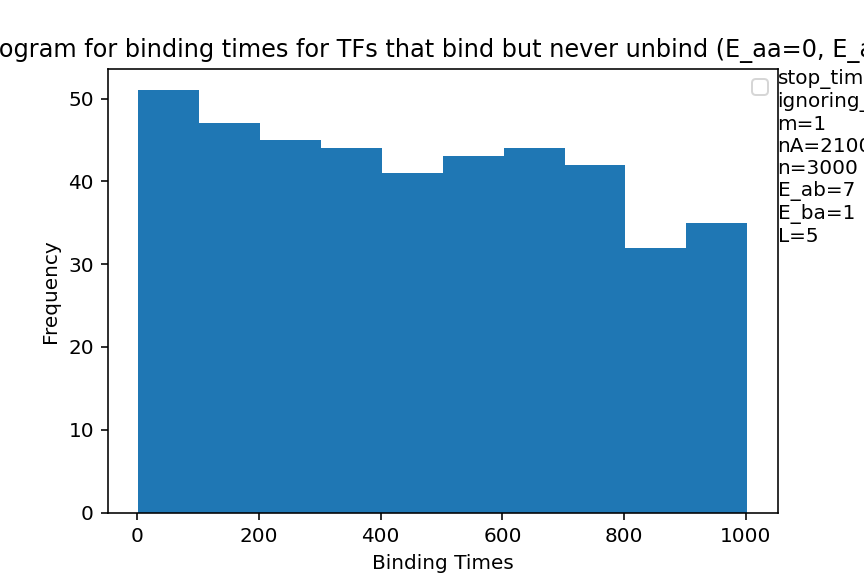 ogram for binding times for TFs that bind but never unbind (E_aa=0, E_a
stop_tim
ignoring_
m=1
nA=2100
n=3000
E_ab=7
E_ba=1
L=5
50
40
30
20
10
0
Frequency
0 200 400 600 800 1000
Binding Times